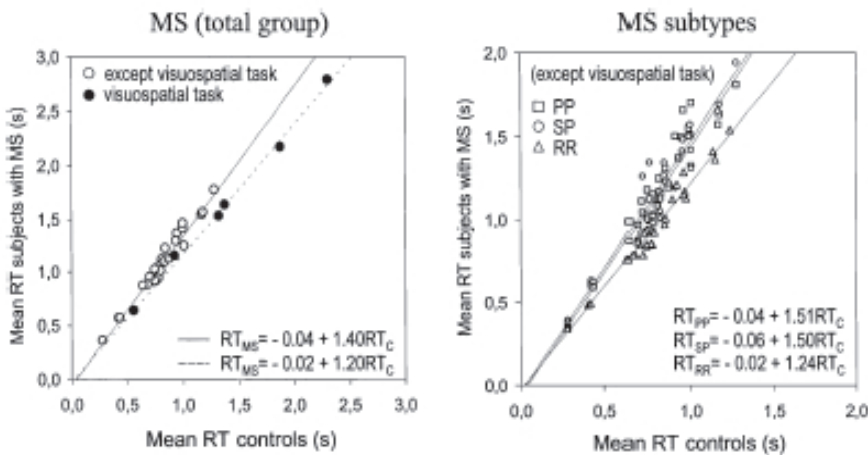 MS (total group)
3,0
2,5
2,0
1,5
1,0
0,5
0,0
Mean RT subjects with MS (s)
○ except visuospatial task
● visuospatial task
RT_MS= - 0.04 + 1.40RT_C
RT_MS= - 0.02 + 1.20RT_C
0,0 0,5 1,0 1,5 2,0 2,5 3,0
Mean RT controls (s)
MS subtypes
2,0
1,5
1,0
0,5
0,0
Mean RT subjects with MS (s)
(except visuospatial task)
□ PP
○ SP
△ RR
RT_PP= - 0.04 + 1.51RT_C
RT_SP= - 0.06 + 1.50RT_C
RT_RR= - 0.02 + 1.24RT_C
0,0 0,5 1,0 1,5 2,0
Mean RT controls (s)